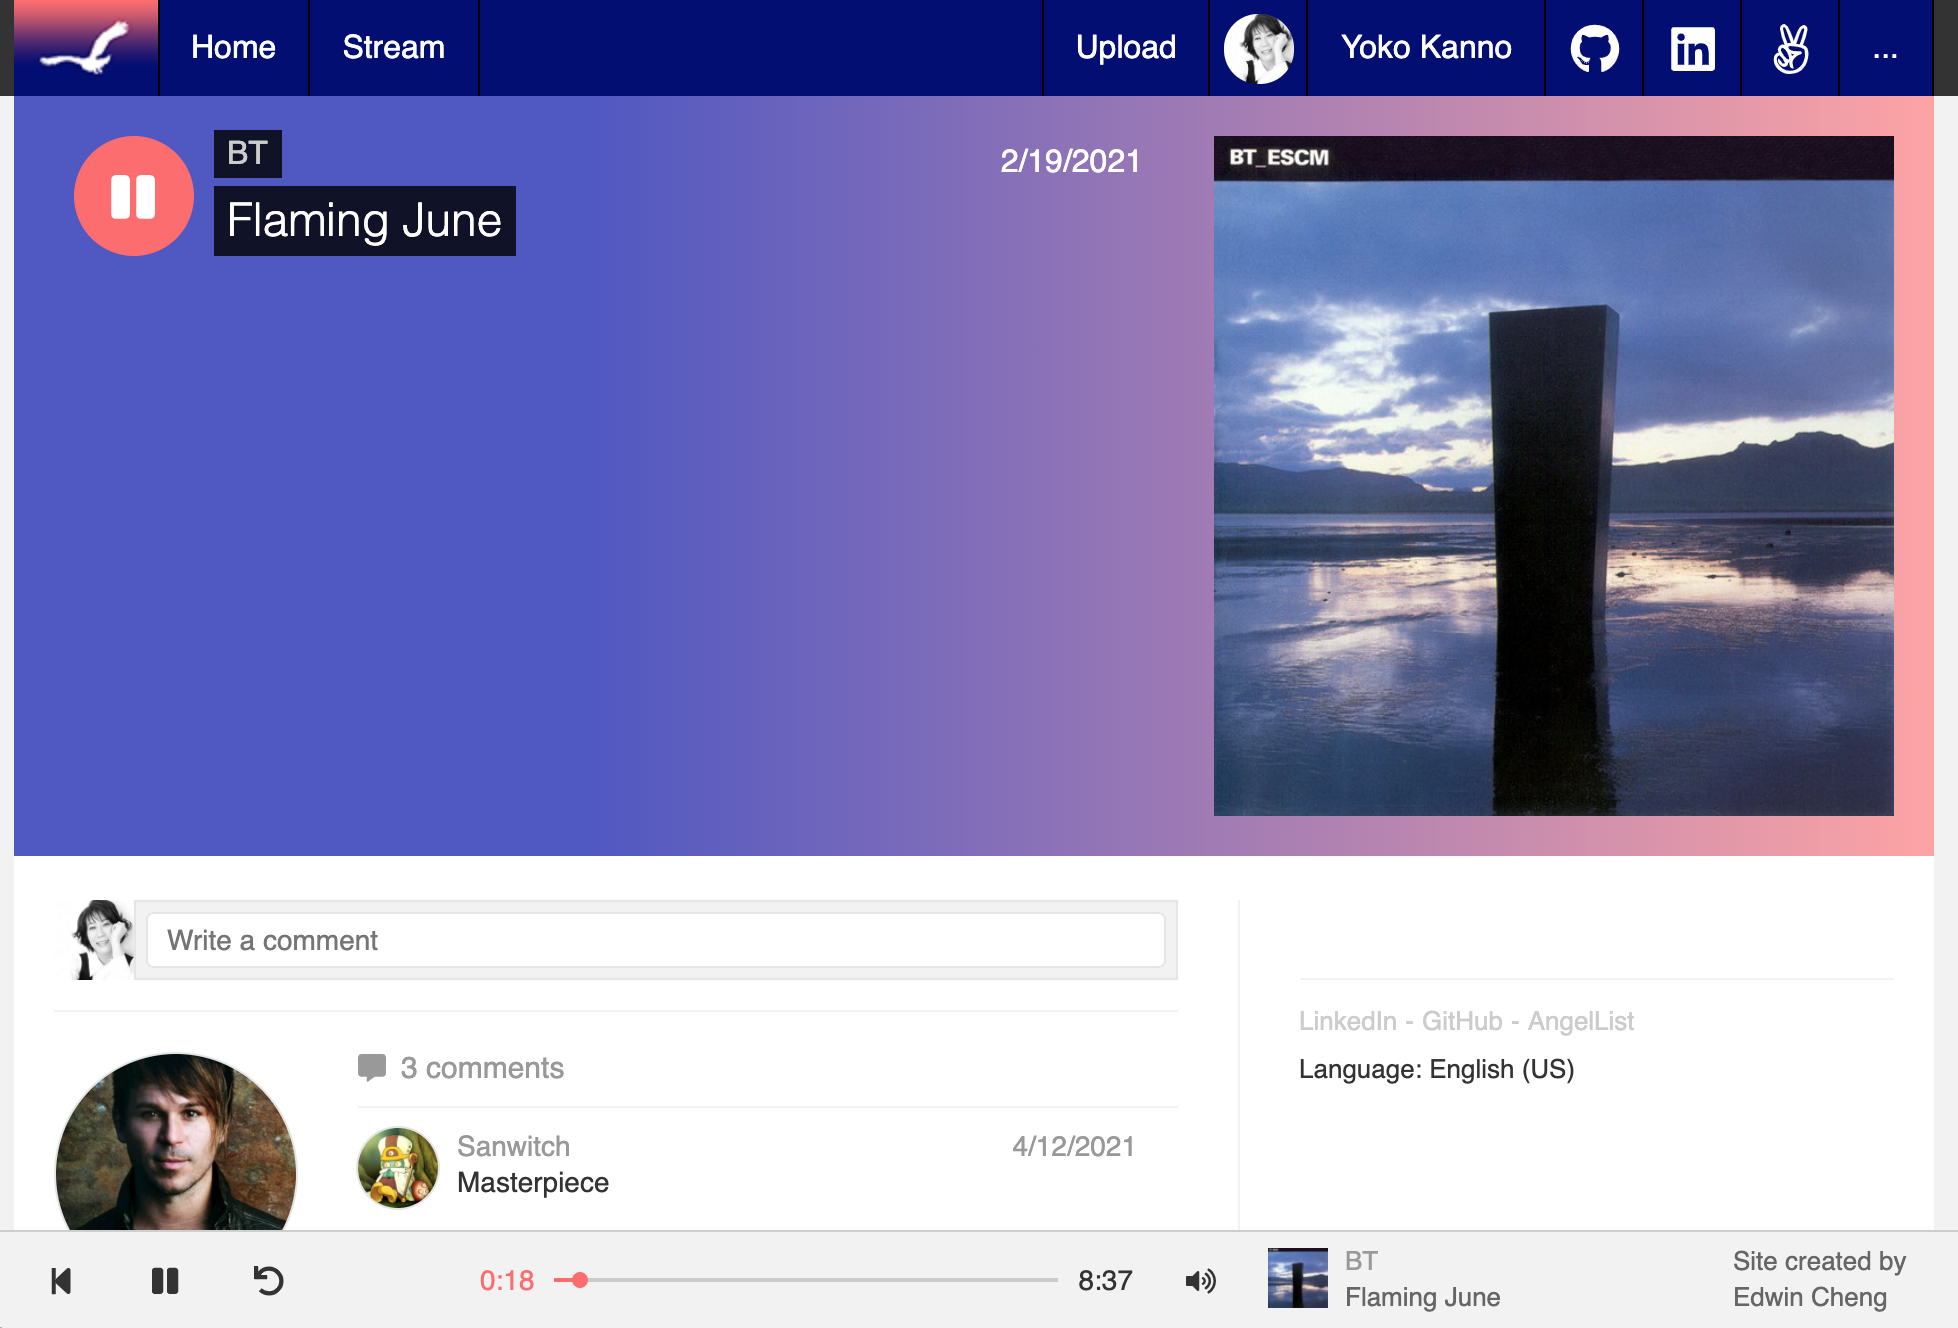 Home
Stream
Upload
Yoko Kanno
...
BT
Flaming June
2/19/2021
BT_ESCM
Write a comment
3 comments
Sanwitch
4/12/2021
Masterpiece
LinkedIn - GitHub - AngelList
Language: English (US)
0:18
8:37
BT
Flaming June
Site created by
Edwin Cheng